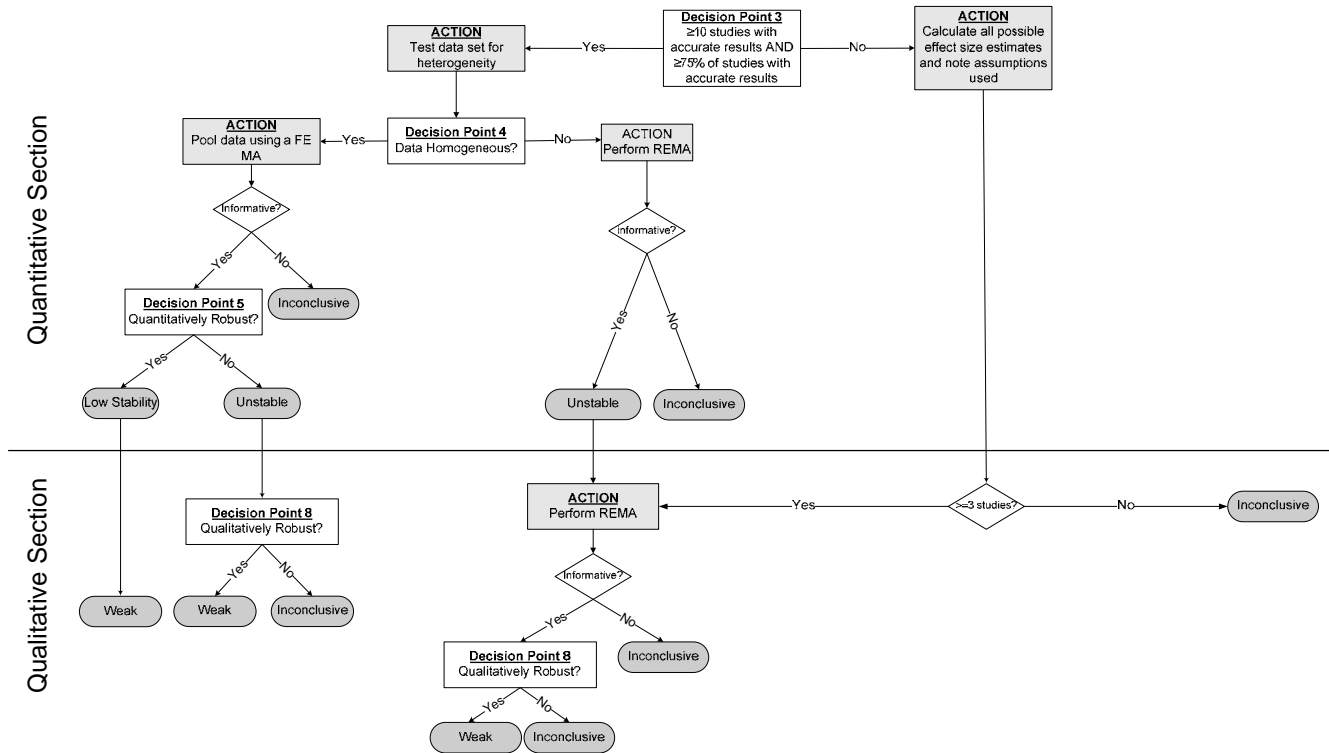 ACTION
Test data set for
heterogeneity
Yes
Decision Point 3
≥10 studies with
accurate results AND
≥75% of studies with
accurate results
No
ACTION
Calculate all possible
effect size estimates
and note assumptions
used
Quantitative Section
ACTION
Pool data using a FE
MA
Yes
Decision Point 4
Data Homogeneous?
No
ACTION
Perform REMA
Informative?
Yes
No
Informative?
Yes
No
Decision Point 5
Quantitatively Robust?
Inconclusive
Yes
No
Low Stability
Unstable
Unstable
Inconclusive
Qualitative Section
Decision Point 8
Qualitatively Robust?
Yes
No
Weak
Weak
Inconclusive
ACTION
Perform REMA
Yes
>=3 studies?
No
Inconclusive
Informative?
Yes
No
Decision Point 8
Qualitatively Robust?
Inconclusive
Yes
No
Weak
Inconclusive